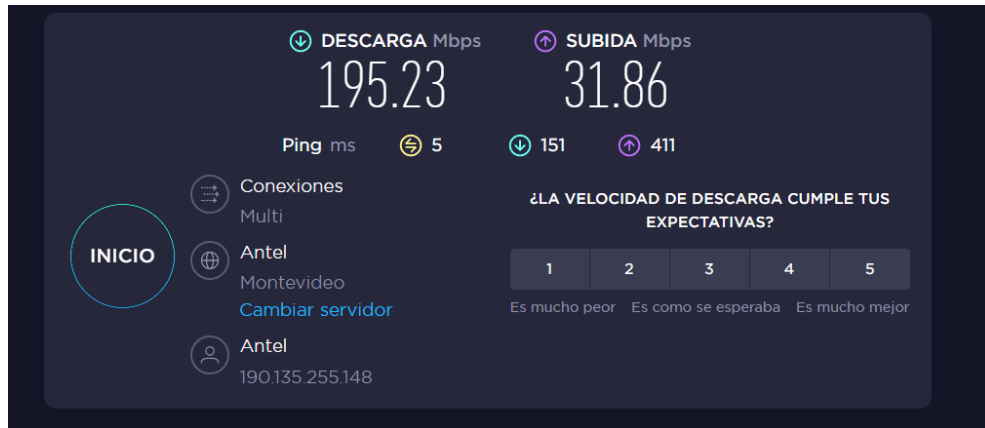 DESCARGA Mbps
195.23
SUBIDA Mbps
31.86
Ping ms 5 151 411
INICIO
Conexiones
Multi
Antel
Montevideo
Cambiar servidor
Antel
190.135.255.148
¿LA VELOCIDAD DE DESCARGA CUMPLE TUS
EXPECTATIVAS?
1 2 3 4 5
Es mucho peor Es como se esperaba Es mucho mejor